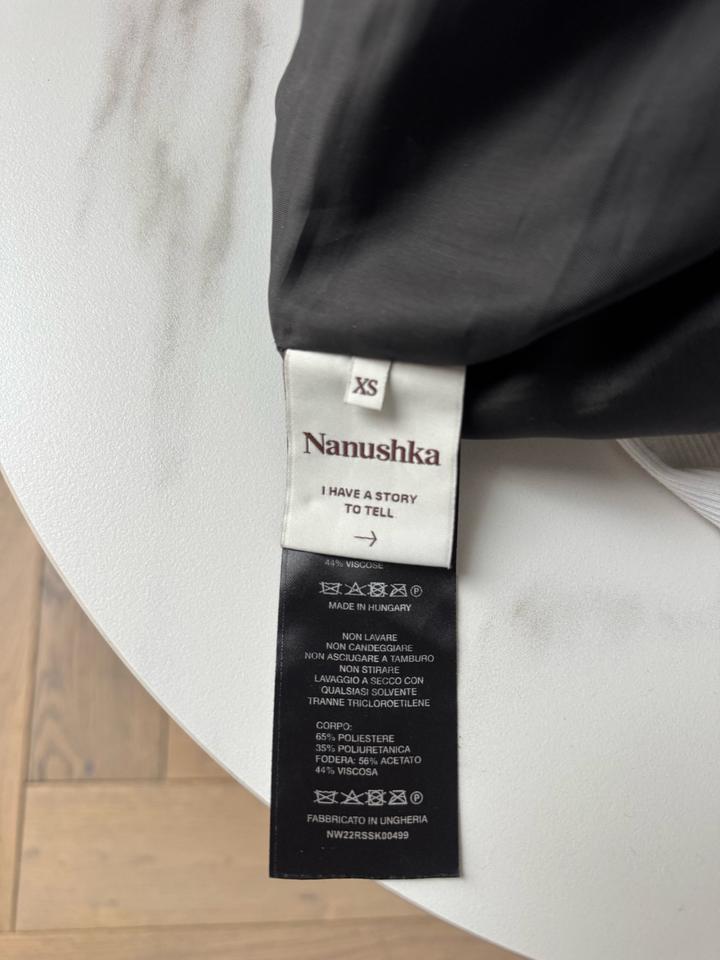 XS
Nanushka
I HAVE A STORY
TO TELL
→
44% VISCOSE
MADE IN HUNGARY
NON LAVARE
NON CANDEGGIARE
NON ASCIUGARE A TAMBURO
NON STIRARE
LAVAGGIO A SECCO CON
QUALSIASI SOLVENTE
TRANNE TRICLOROETILENE
CORPO:
65% POLIESTERE
35% POLIURETANICA
FODERA: 56% ACETATO
44% VISCOSA
FABBRICATO IN UNGHERIA
NW22RSSK00499